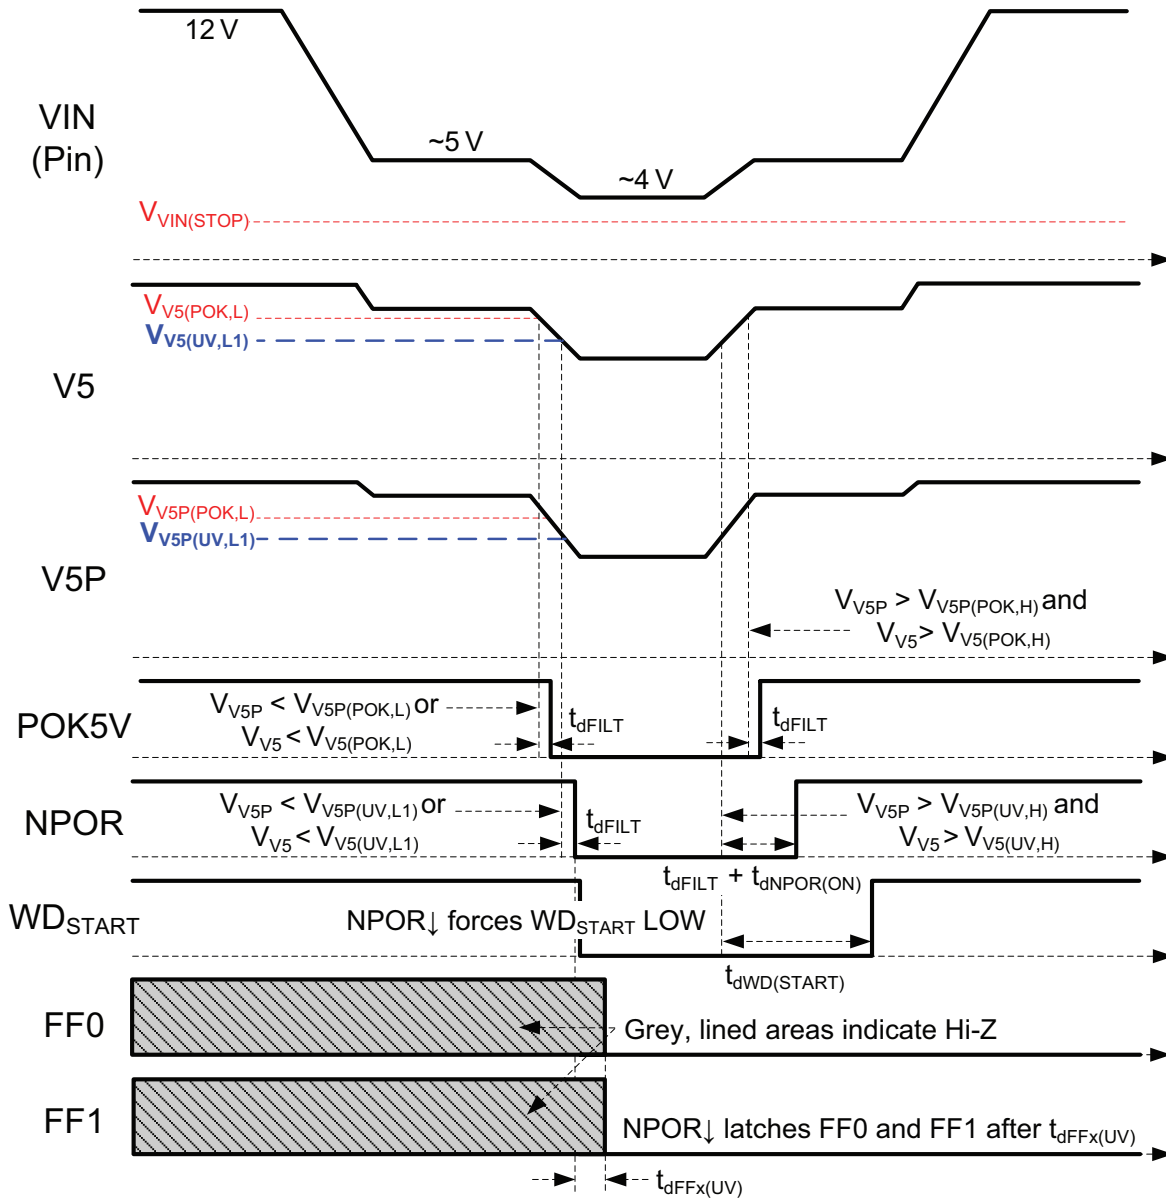 12 V
VIN
(Pin)
~5 V
~4 V
VVIN(STOP)
VV5(POK,L)
VV5(UV,L1)
V5
VV5P(POK,L)
VV5P(UV,L1)
V5P
VV5P > VV5P(POK,H) and
VV5 > VV5(POK,H)
POK5V
VV5P < VV5P(POK,L) or
VV5 < VV5(POK,L)
tdFILT
tdFILT
NPOR
VV5P < VV5P(UV,L1) or
VV5 < VV5(UV,L1)
tdFILT
VV5P > VV5P(UV,H) and
VV5 > VV5(UV,H)
tdFILT + tdNPOR(ON)
WDSTART
NPOR↓ forces WDSTART LOW
tdWD(START)
FF0
Grey, lined areas indicate Hi-Z
FF1
NPOR↓ latches FF0 and FF1 after tdFFx(UV)
tdFFx(UV)